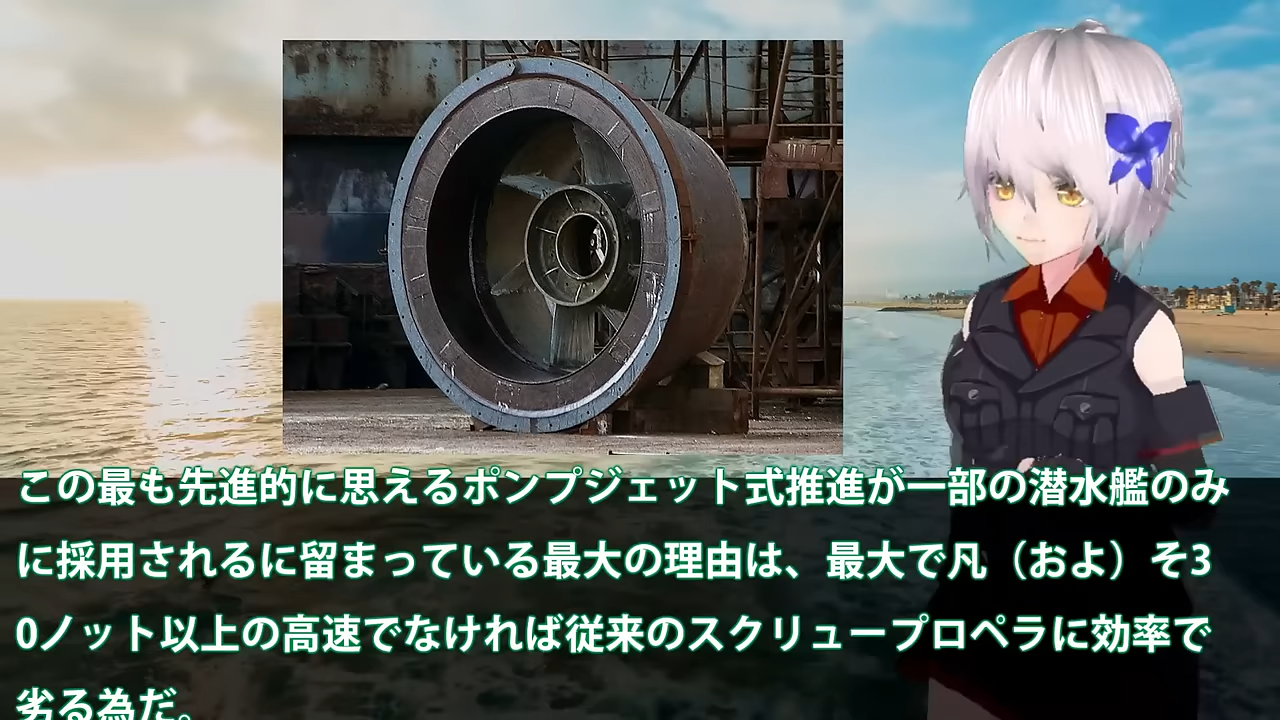 この最も先進的に思えるポンプジェット式推進が一部の潜水艦のみ
に採用されるに留まっている最大の理由は、最大で凡（およ）そ3
0ノット以上の高速でなければ従来のスクリュープロペラに効率で
劣る為だ。